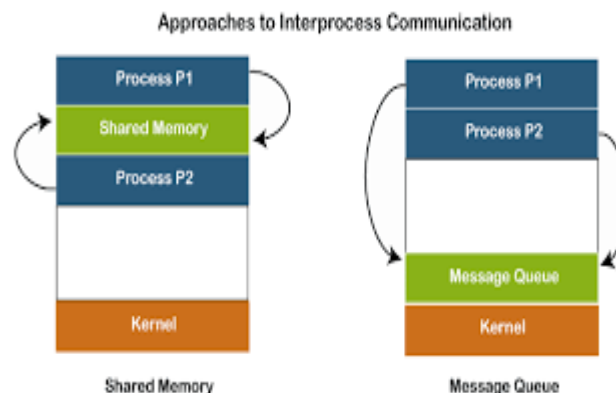 Approaches to Interprocess Communication
Process P1
Shared Memory
Process P2
Kernel
Shared Memory
Process P1
Process P2
Message Queue
Kernel
Message Queue